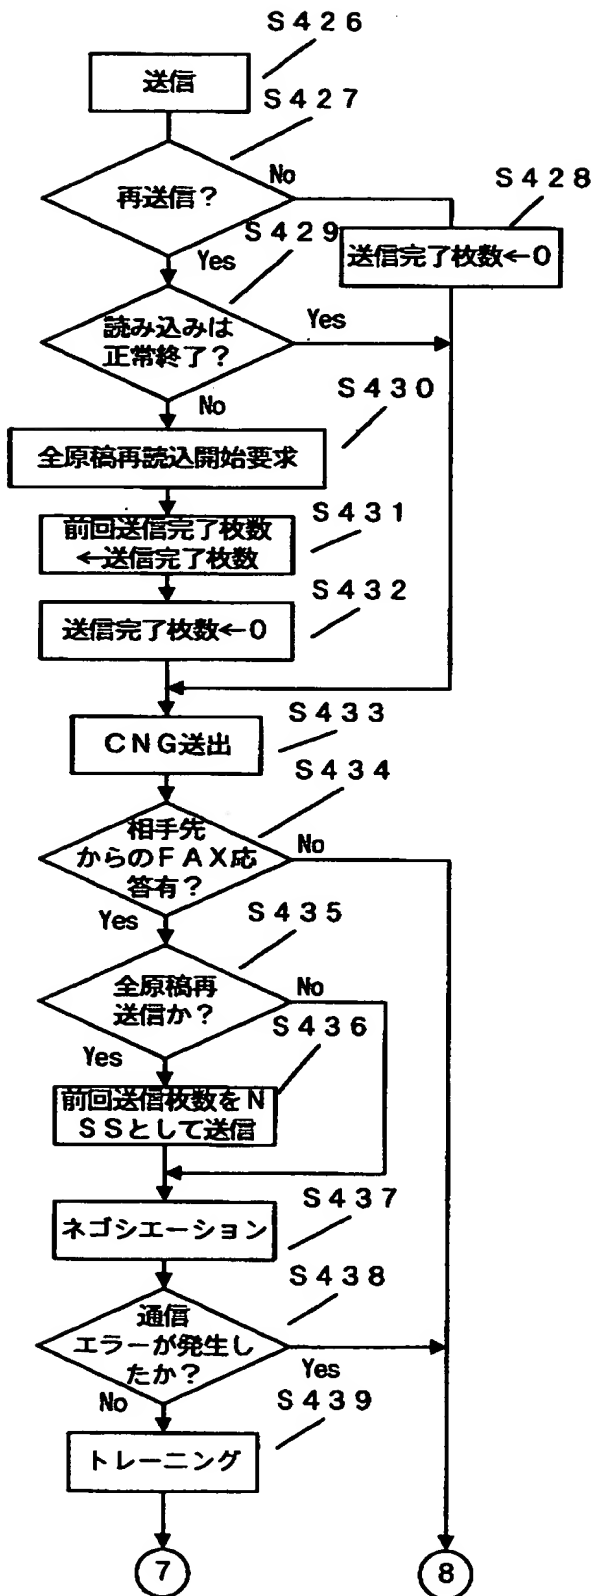 S426
送信
S427
再送信?
No
S428
送信完了枚数←0
S429
Yes
読み込みは
正常終了?
Yes
No
S430
全原稿再読込開始要求
S431
前回送信完了枚数
←送信完了枚数
S432
送信完了枚数←0
S433
CNG送出
S434
相手先
からのFAX応
答有?
No
Yes
S435
全原稿再
送信か?
No
S436
Yes
前回送信枚数をN
SSとして送信
S437
ネゴシエーション
S438
通信
エラーが発生し
たか?
Yes
No
S439
トレーニング
7
8